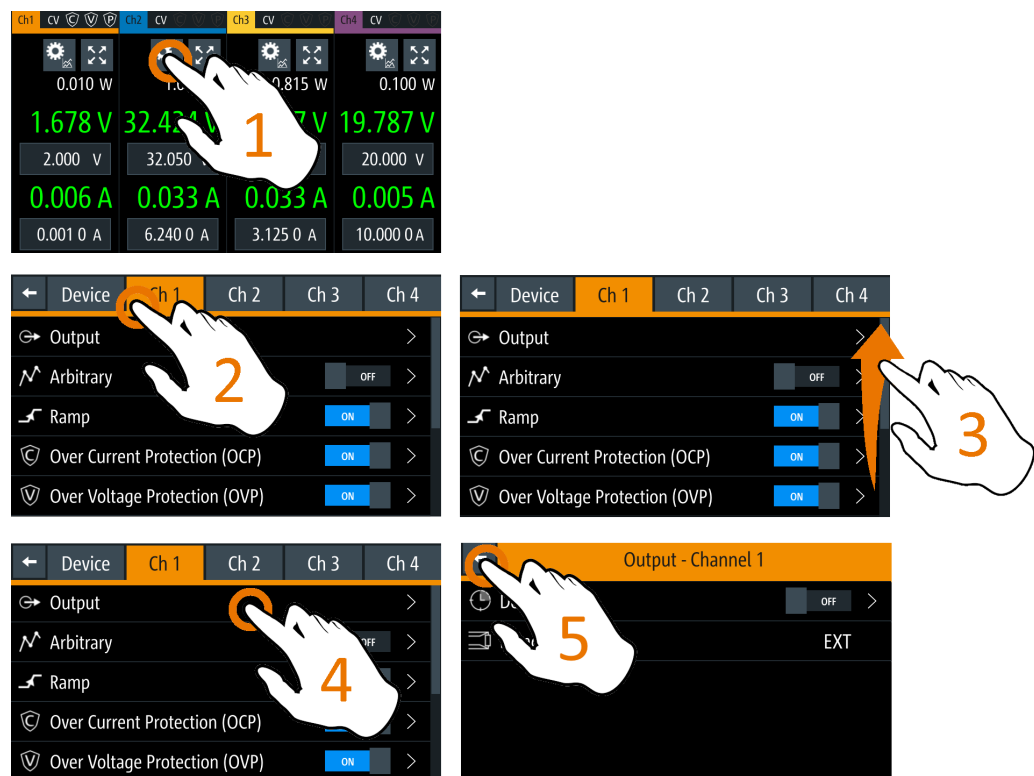 Ch1 CV C V P Ch2 CV C V P Ch3 CV C V P Ch4 CV C V P
0.010 W 0.815 W 0.100 W
1.678 V 32.424 V V 19.787 V
2.000 V 32.050 20.000 V
0.006 A 0.033 A 0.033 A 0.005 A
0.001 0 A 6.240 0 A 3.125 0 A 10.000 0 A
1
Device Ch 1 Ch 2 Ch 3 Ch 4
Output
Arbitrary OFF
Ramp ON
C Over Current Protection (OCP) ON
V Over Voltage Protection (OVP) ON
2
Device Ch 1 Ch 2 Ch 3 Ch 4
Output
Arbitrary OFF
Ramp ON
C Over Current Protection (OCP) ON
V Over Voltage Protection (OVP) ON
3
Device Ch 1 Ch 2 Ch 3 Ch 4
Output
Arbitrary OFF
Ramp
C Over Current Protection (OCP)
V Over Voltage Protection (OVP) ON
4
Output - Channel 1
OFF
EXT
5